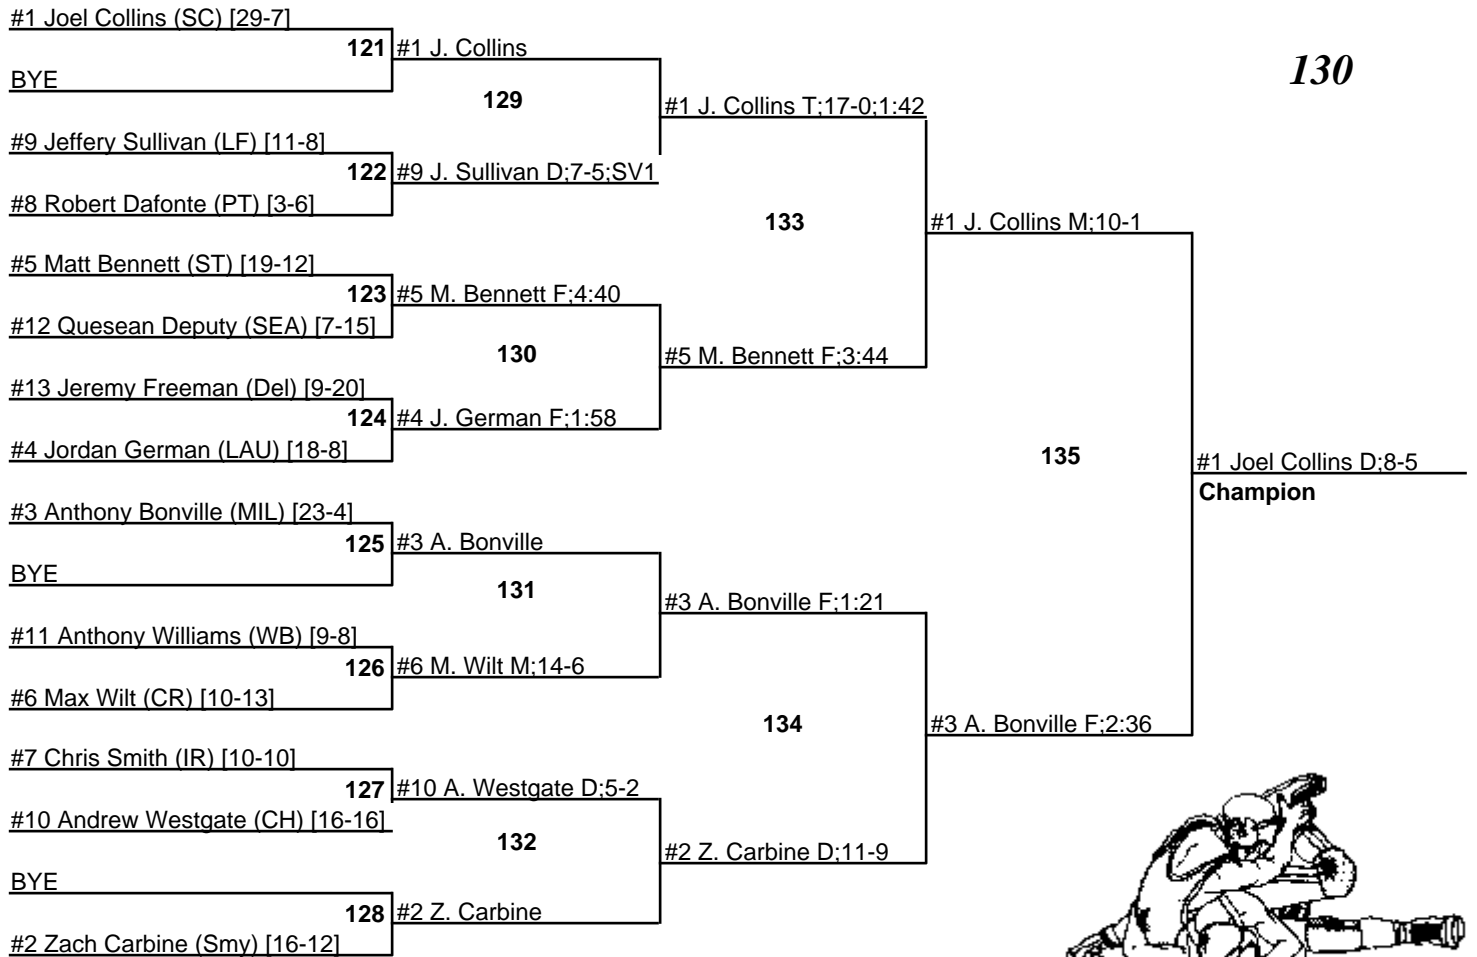 #1 Joel Collins (SC) [29-7]
121 #1 J. Collins
BYE
130
129
#1 J. Collins T;17-0;1:42
#9 Jeffery Sullivan (LF) [11-8]
122 #9 J. Sullivan D;7-5;SV1
#8 Robert Dafonte (PT) [3-6]
133
#1 J. Collins M;10-1
#5 Matt Bennett (ST) [19-12]
123 #5 M. Bennett F;4:40
#12 Quesean Deputy (SEA) [7-15]
130
#5 M. Bennett F;3:44
#13 Jeremy Freeman (Del) [9-20]
124 #4 J. German F;1:58
#4 Jordan German (LAU) [18-8]
135
#1 Joel Collins D;8-5
Champion
#3 Anthony Bonville (MIL) [23-4]
125 #3 A. Bonville
BYE
131
#3 A. Bonville F;1:21
#11 Anthony Williams (WB) [9-8]
126 #6 M. Wilt M;14-6
#6 Max Wilt (CR) [10-13]
134
#3 A. Bonville F;2:36
#7 Chris Smith (IR) [10-10]
127 #10 A. Westgate D;5-2
#10 Andrew Westgate (CH) [16-16]
132
#2 Z. Carbine D;11-9
BYE
128 #2 Z. Carbine
#2 Zach Carbine (Smy) [16-12]